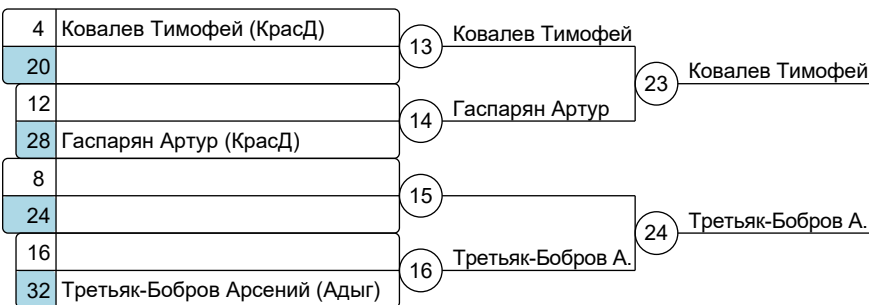 4 Ковалев Тимофей (КрасД)
20
13 Ковалев Тимофей
23 Ковалев Тимофей
12
28 Гаспарян Артур (КрасД)
14 Гаспарян Артур
8
24
15
24 Третьяк-Бобров А.
16
32 Третьяк-Бобров Арсений (Адыг)
16 Третьяк-Бобров А.